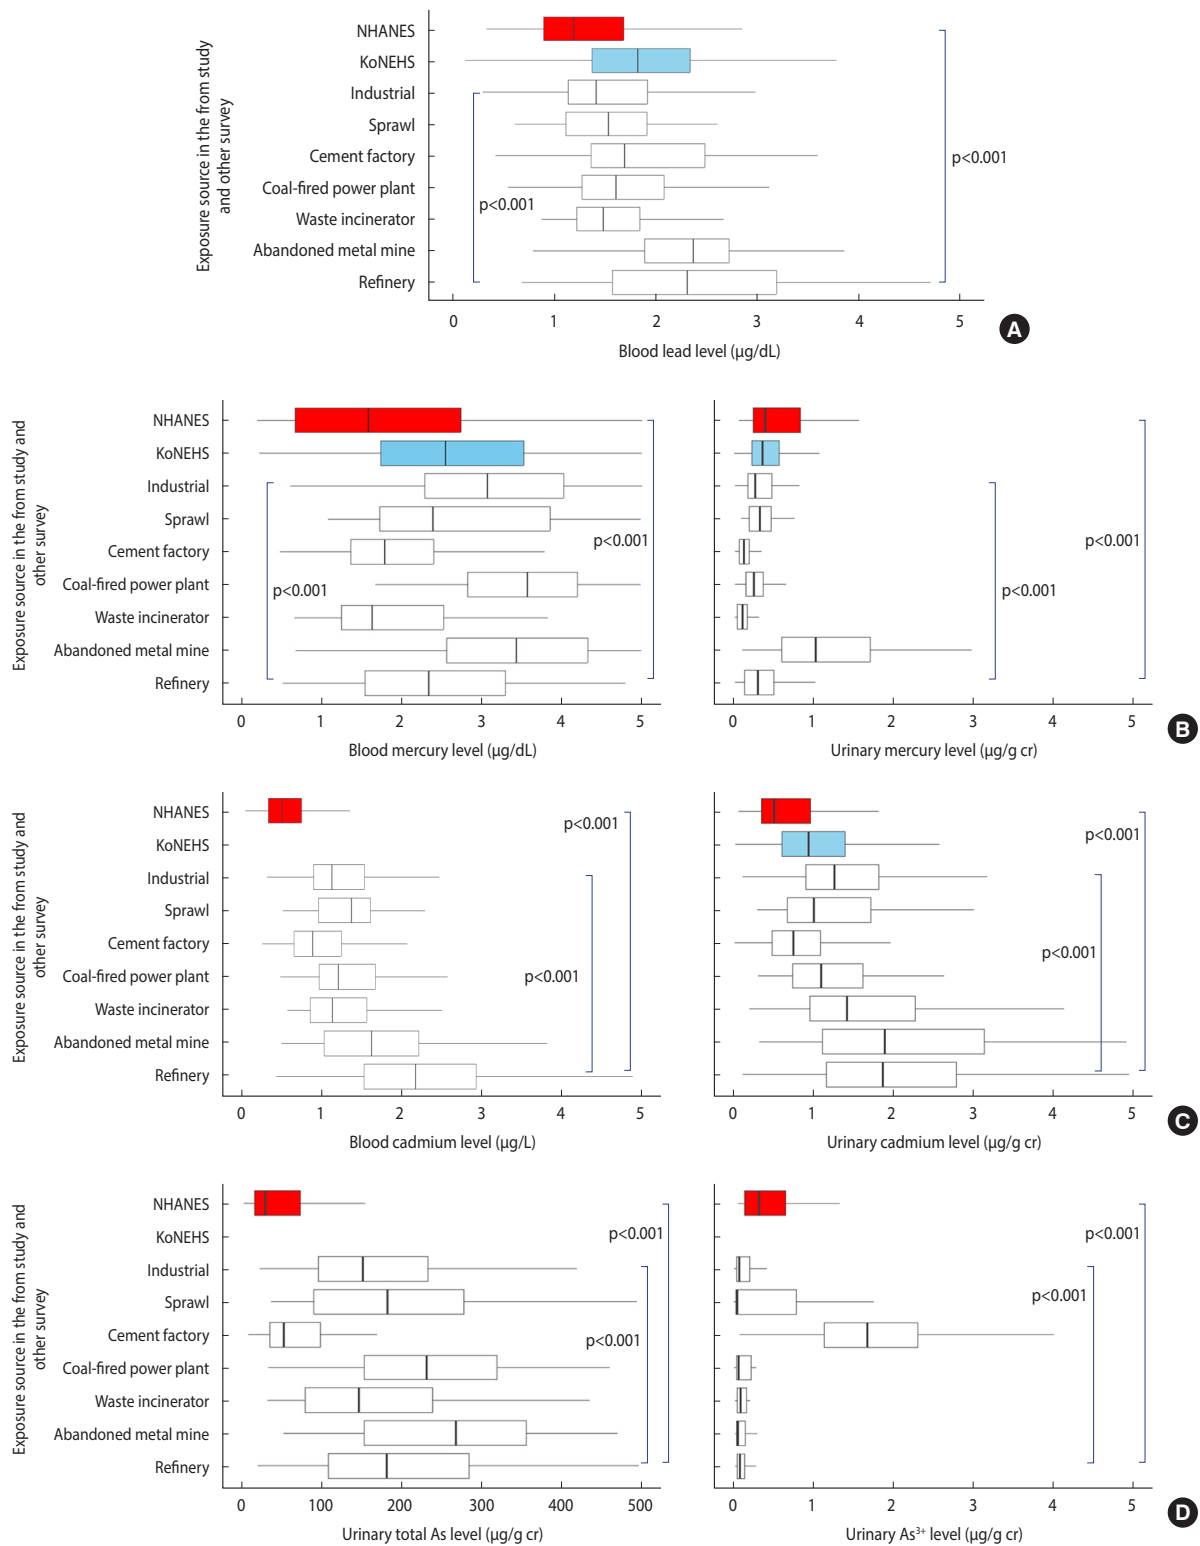 Exposure source in the from study
and other survey
NHANES
KoNEHS
Industrial
Sprawl
Cement factory
Coal-fired power plant
Waste incinerator
Abandoned metal mine
Refinery
p<0.001
p<0.001
0 1 2 3 4 5
Blood lead level (µg/dL)
A
Exposure source in the from study and
other survey
NHANES
KoNEHS
Industrial
Sprawl
Cement factory
Coal-fired power plant
Waste incinerator
Abandoned metal mine
Refinery
p<0.001
p<0.001
0 1 2 3 4 5
Blood mercury level (µg/dL)
p<0.001
p<0.001
0 1 2 3 4 5
Urinary mercury level (µg/g cr)
B
Exposure source in the from study and
other survey
NHANES
KoNEHS
Industrial
Sprawl
Cement factory
Coal-fired power plant
Waste incinerator
Abandoned metal mine
Refinery
p<0.001
p<0.001
0 1 2 3 4 5
Blood cadmium level (µg/L)
p<0.001
p<0.001
0 1 2 3 4 5
Urinary cadmium level (µg/g cr)
C
Exposure source in the from study and
other survey
NHANES
KoNEHS
Industrial
Sprawl
Cement factory
Coal-fired power plant
Waste incinerator
Abandoned metal mine
Refinery
p<0.001
p<0.001
0 100 200 300 400 500
Urinary total As level (µg/g cr)
p<0.001
p<0.001
0 1 2 3 4 5
Urinary As³⁺ level (µg/g cr)
D